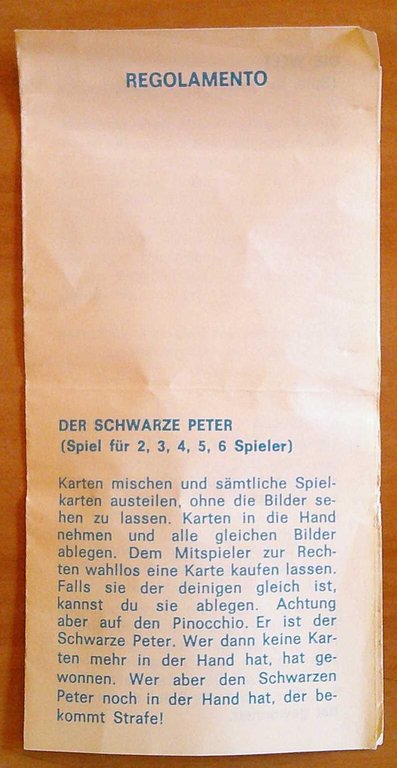 REGOLAMENTO
DER SCHWARZE PETER
(Spiel für 2, 3, 4, 5, 6 Spieler)
Karten mischen und sämtliche Spiel-
karten austeilen, ohne die Bilder se-
hen zu lassen. Karten in die Hand
nehmen und alle gleichen Bilder
ablegen. Dem Mitspieler zur Rech-
ten wahllos eine Karte kaufen lassen.
Falls sie der deinigen gleich ist,
kannst du sie ablegen. Achtung
aber auf den Pinocchio. Er ist der
Schwarze Peter. Wer dann keine Kar-
ten mehr in der Hand hat, hat ge-
wonnen. Wer aber den Schwarzen
Peter noch in der Hand hat, der be-
kommt Strafe!